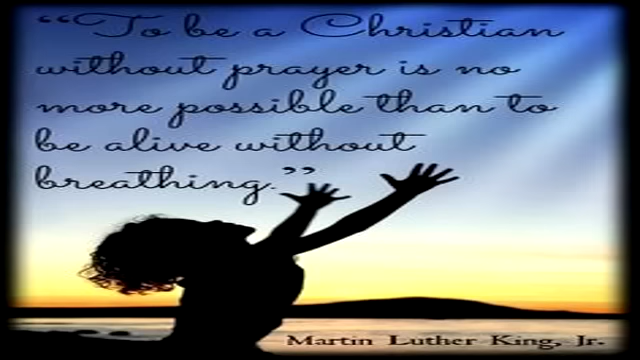 “To be a Christian
without prayer is no
more possible than to
be alive without
breathing.”
Martin Luther King, Jr.